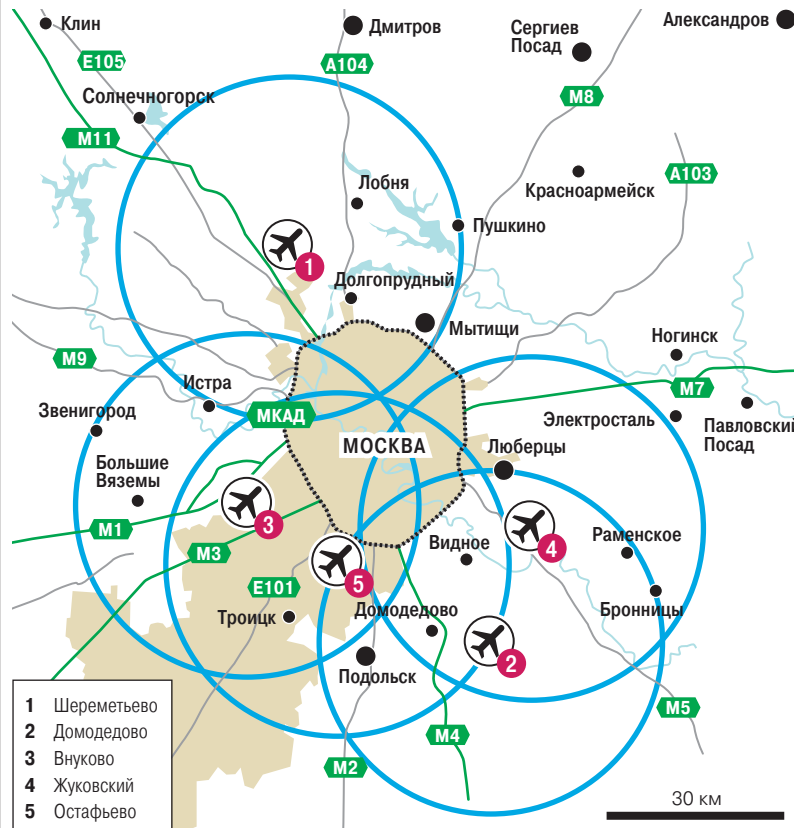 Клин
Дмитров
Сергиев
Посад
Александров
E105
A104
Солнечногорск
M8
M11
Лобня
Красноармейск
A103
Пушкино
1
Долгопрудный
Мытищи
Ногинск
M9
Истра
M7
Звенигород
МКАД
Электросталь
Павловский
Посад
МОСКВА
Люберцы
Большие
Вяземы
3
M1
M3
4
Видное
Раменское
5
E101
Троицк
Домодедово
Бронницы
2
Подольск
M5
M4
M2
1 Шереметьево
2 Домодедово
3 Внуково
4 Жуковский
5 Остафьево
30 км